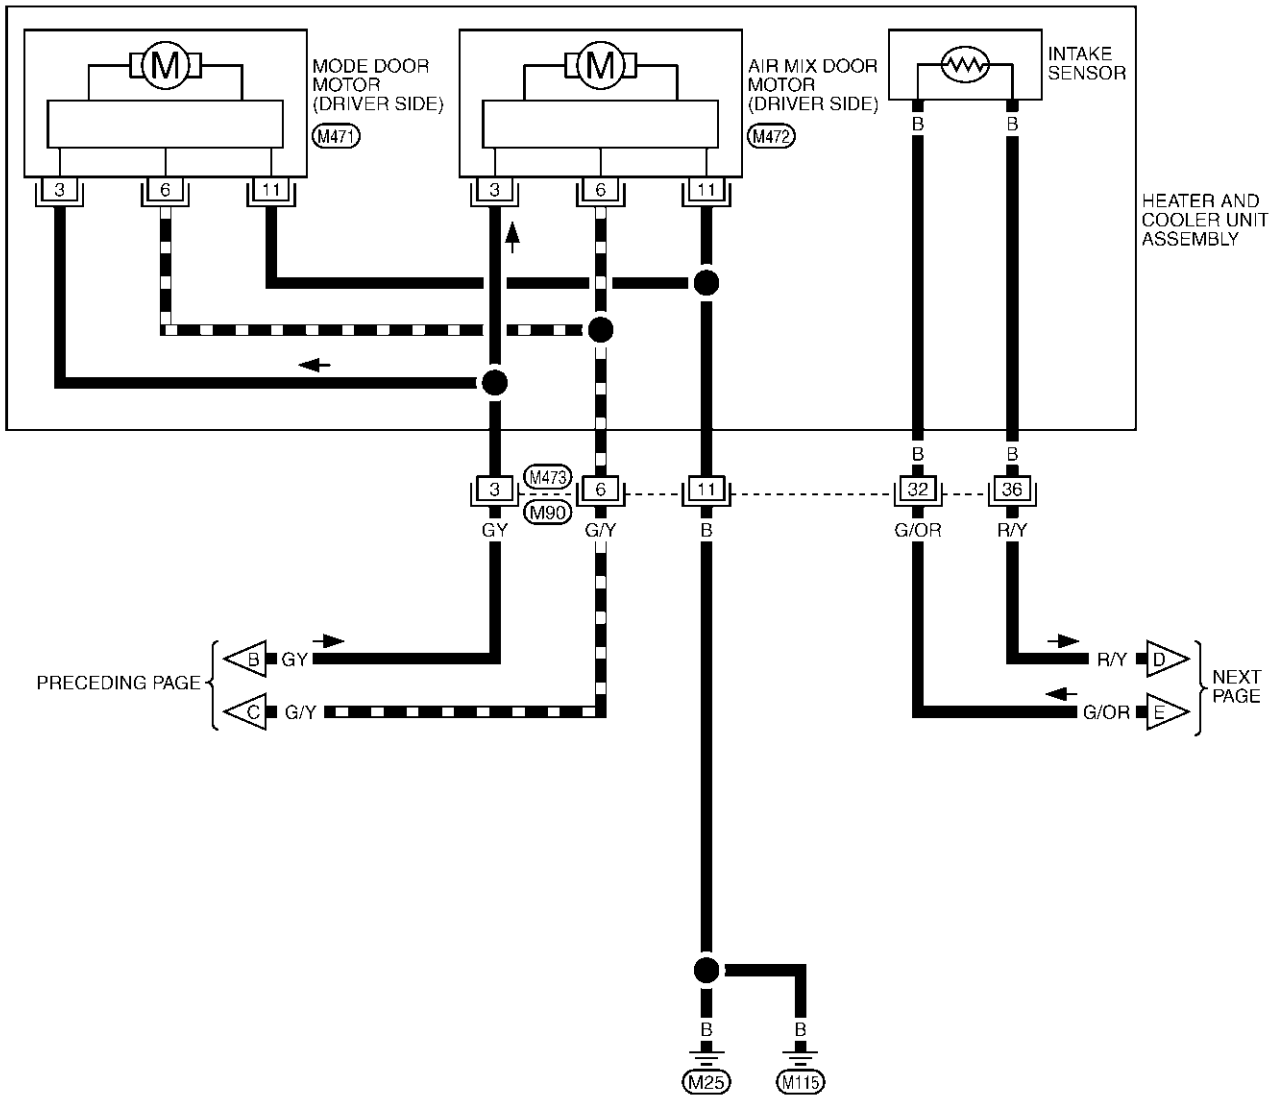 M
MODE DOOR
MOTOR
(DRIVER SIDE)
M471
3 6 11
M
AIR MIX DOOR
MOTOR
(DRIVER SIDE)
M472
3 6 11
INTAKE
SENSOR
B B
HEATER AND
COOLER UNIT
ASSEMBLY
B B
M473
3 6 11 32 36
M90
GY G/Y B G/OR R/Y
PRECEDING PAGE
B GY
C G/Y
R/Y D
G/OR E
NEXT
PAGE
B B
M25 M115